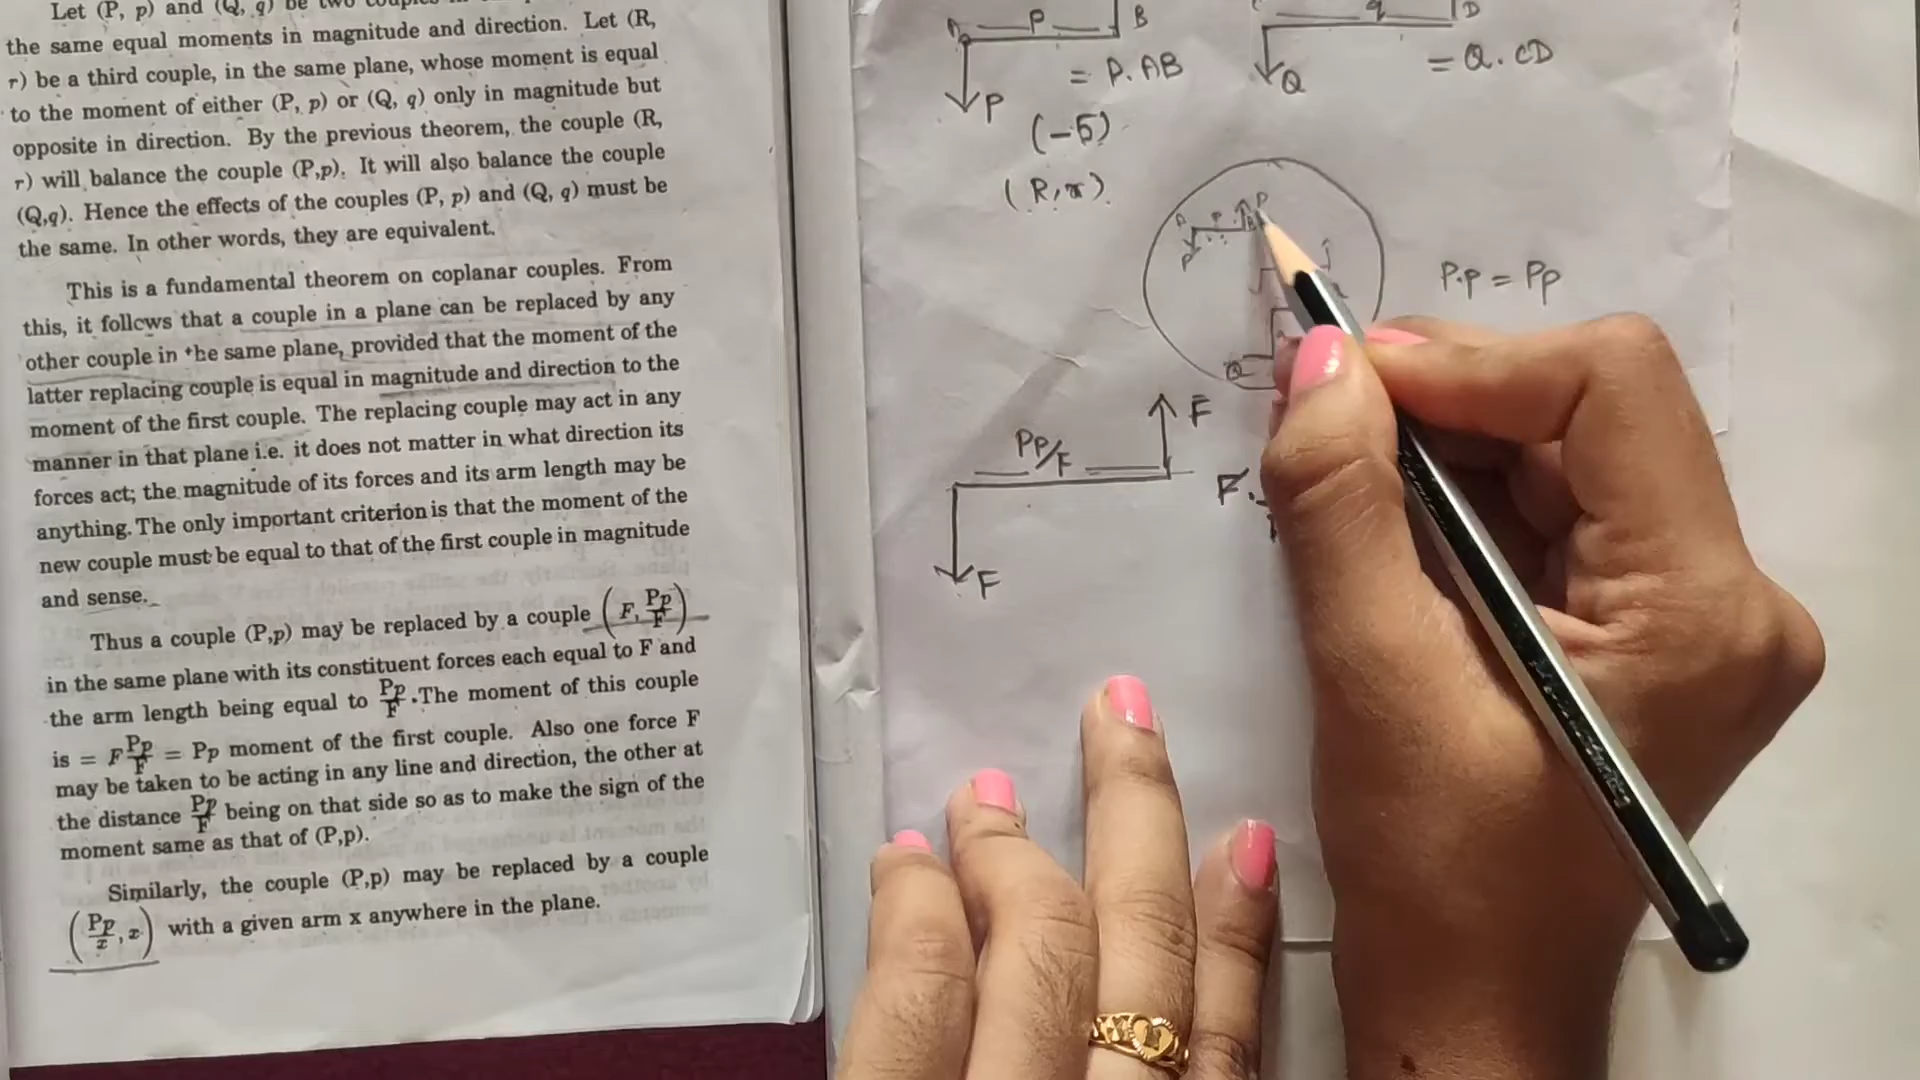 Let (P, p) and (Q, q) be two couples in
the same equal moments in magnitude and direction. Let (R,
r) be a third couple, in the same plane, whose moment is equal
to the moment of either (P, p) or (Q, q) only in magnitude but
opposite in direction. By the previous theorem, the couple (R,
r) will balance the couple (P,p). It will also balance the couple
(Q,q). Hence the effects of the couples (P, p) and (Q, q) must be
the same. In other words, they are equivalent.
This is a fundamental theorem on coplanar couples. From
this, it follows that a couple in a plane can be replaced by any
other couple in the same plane, provided that the moment of the
latter replacing couple is equal in magnitude and direction to the
moment of the first couple. The replacing couple may act in any
manner in that plane i.e. it does not matter in what direction its
forces act; the magnitude of its forces and its arm length may be
anything. The only important criterion is that the moment of the
new couple must be equal to that of the first couple in magnitude
and sense.
Thus a couple (P,p) may be replaced by a couple (F, Pp/F)
in the same plane with its constituent forces each equal to F and
the arm length being equal to Pp/F. The moment of this couple
is = F Pp/F = Pp moment of the first couple. Also one force F
may be taken to be acting in any line and direction, the other at
the distance Pp/F being on that side so as to make the sign of the
moment same as that of (P,p).
Similarly, the couple (P,p) may be replaced by a couple
(Pp/x, x) with a given arm x anywhere in the plane.
P B
= P.AB
P
(-5)
(R,r)
q D
= Q.CD
Q
A P B P
P
Q
P.p = Pp
Pp/F F
F
F.